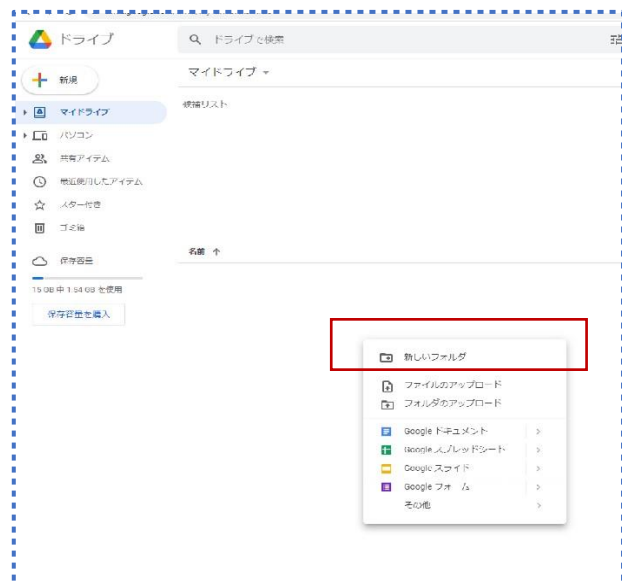 ドライブ
ドライブで検索
新規
マイドライブ
マイドライブ
候補リスト
パソコン
共有アイテム
最近使用したアイテム
スター付き
ゴミ箱
名前 ↑
保存容量
15 GB 中 1.54 GB を使用
保存容量を購入
新しいフォルダ
ファイルのアップロード
フォルダのアップロード
Google ドキュメント
Google スプレッドシート
Google スライド
Google フォーム
その他